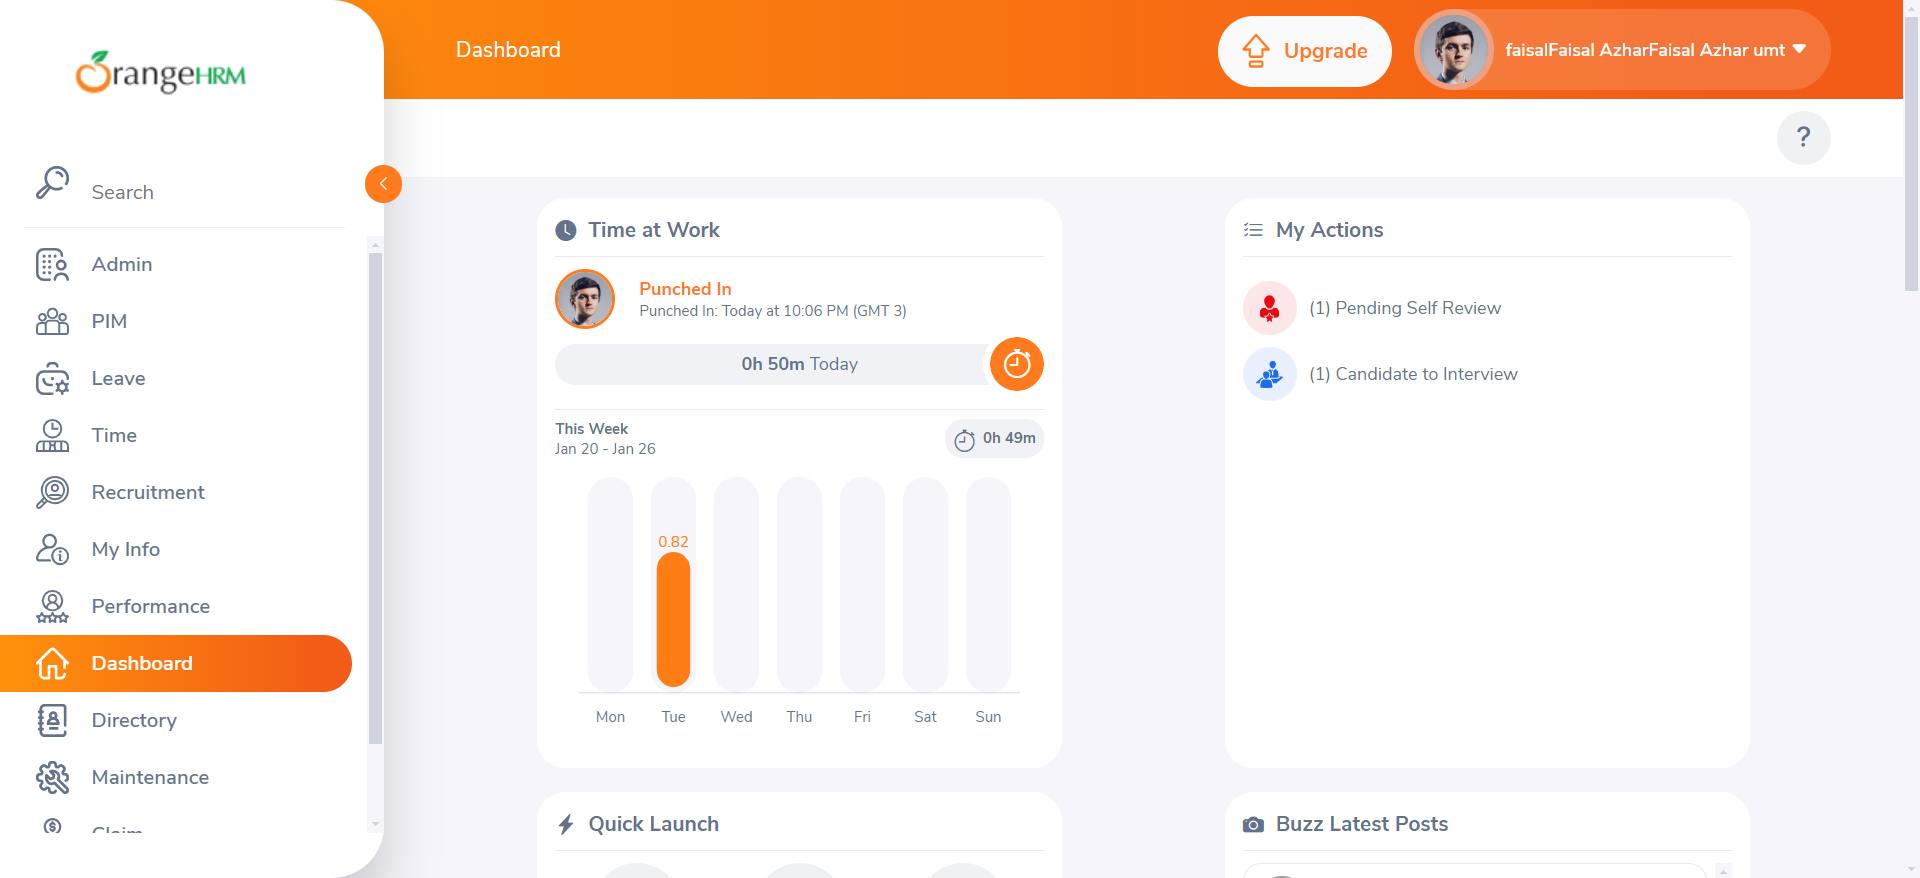 OrangeHRM
Dashboard
Upgrade
faisalFaisal AzharFaisal Azhar umt
?
Search
Admin
PIM
Leave
Time
Recruitment
My Info
Performance
Dashboard
Directory
Maintenance
Claim
Time at Work
Punched In
Punched In: Today at 10:06 PM (GMT 3)
0h 50m Today
This Week
Jan 20 - Jan 26
0h 49m
0.82
Mon Tue Wed Thu Fri Sat Sun
My Actions
(1) Pending Self Review
(1) Candidate to Interview
Quick Launch
Buzz Latest Posts